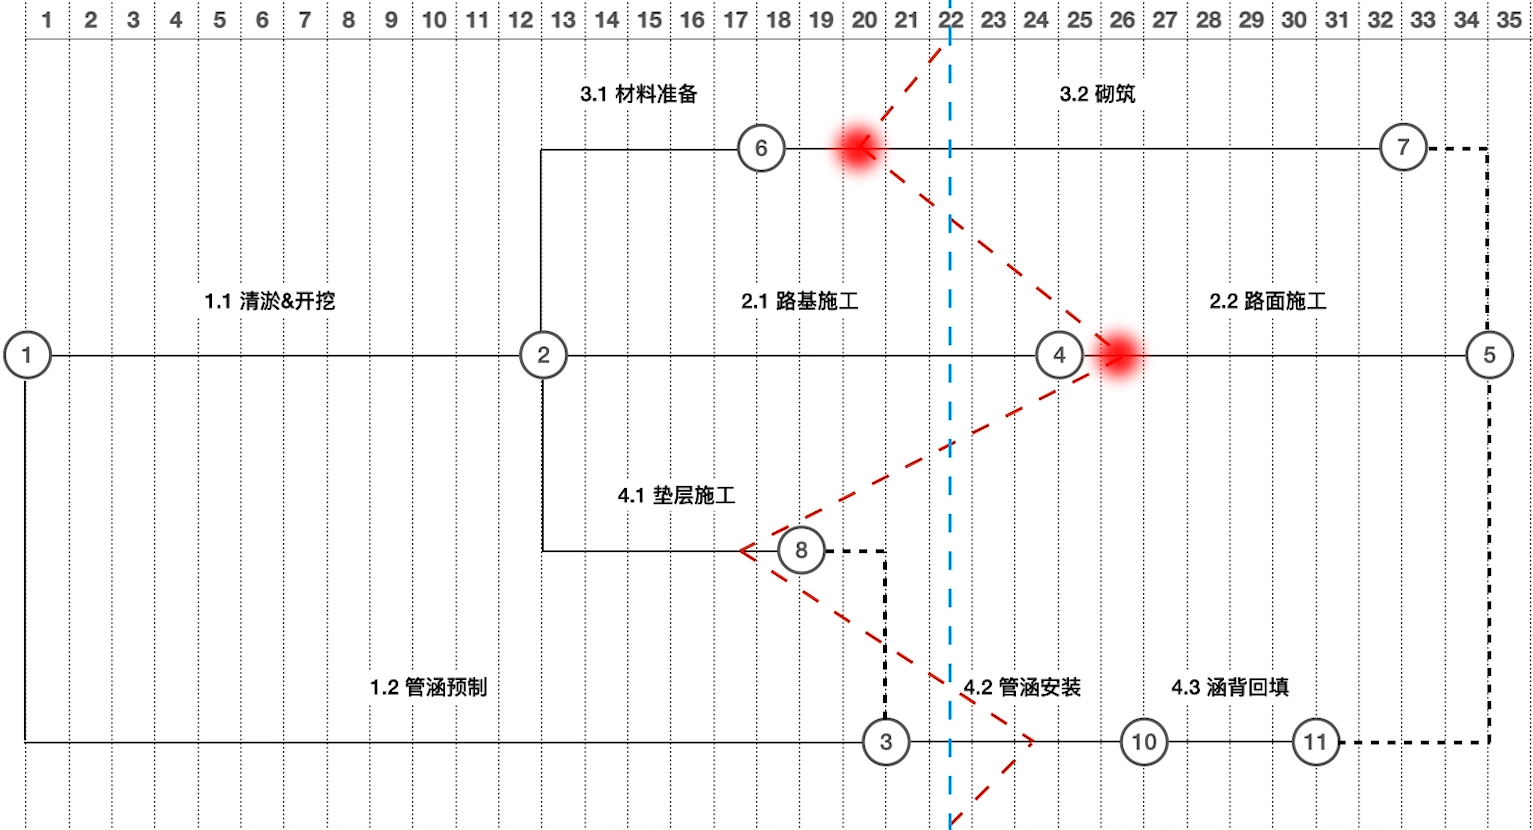 1 2 3 4 5 6 7 8 9 10 11 12 13 14 15 16 17 18 19 20 21 22 23 24 25 26 27 28 29 30 31 32 33 34 35
3.1 材料准备 3.2 砌筑
6 7
1.1 清淤&开挖 2.1 路基施工 2.2 路面施工
1 2 4 5
4.1 垫层施工
8
1.2 管涵预制 4.2 管涵安装 4.3 涵背回填
3 10 11